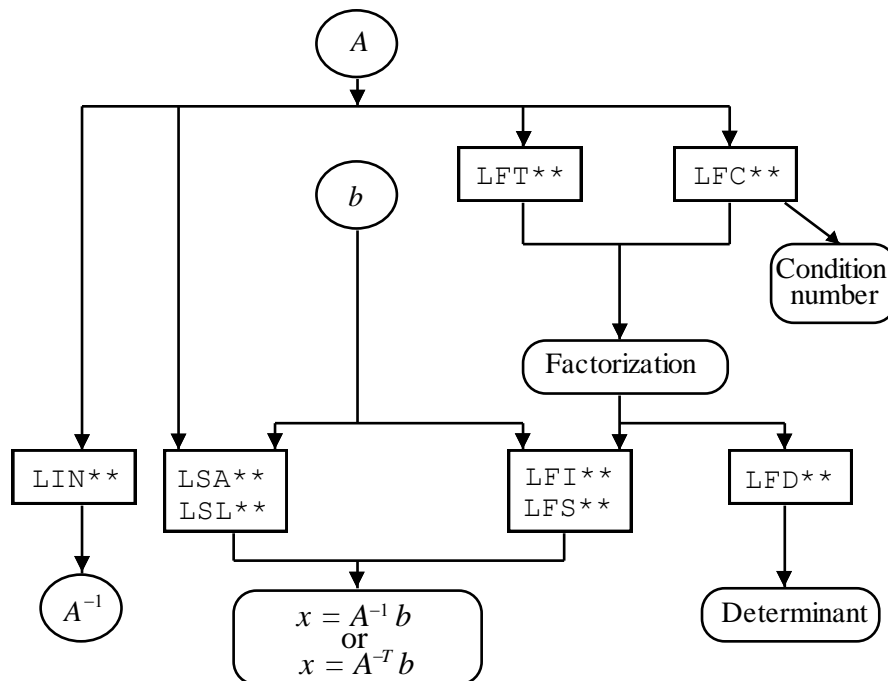 A
LFT**
LFC**
b
Condition
number
Factorization
LIN**
LSA**
LSL**
LFI**
LFS**
LFD**
A⁻¹
x = A⁻¹ b
or
x = A⁻ᵀ b
Determinant